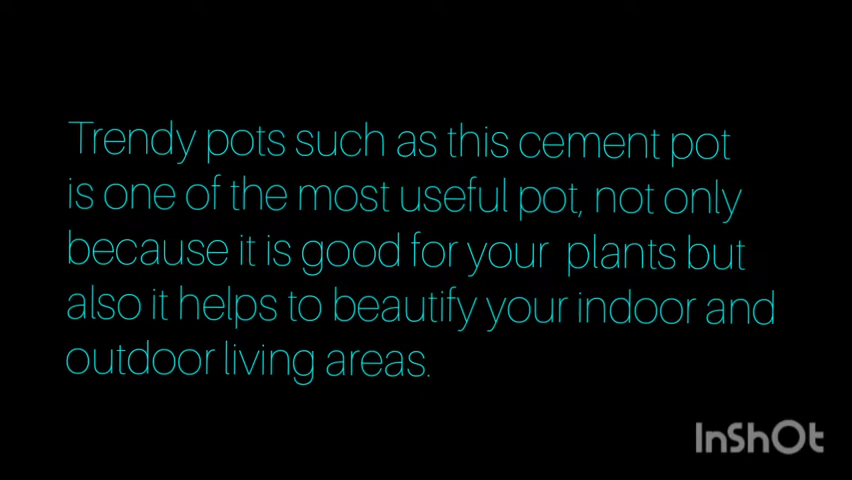 Trendy pots such as this cement pot
is one of the most useful pot, not only
because it is good for your plants but
also it helps to beautify your indoor and
outdoor living areas.
InShOt